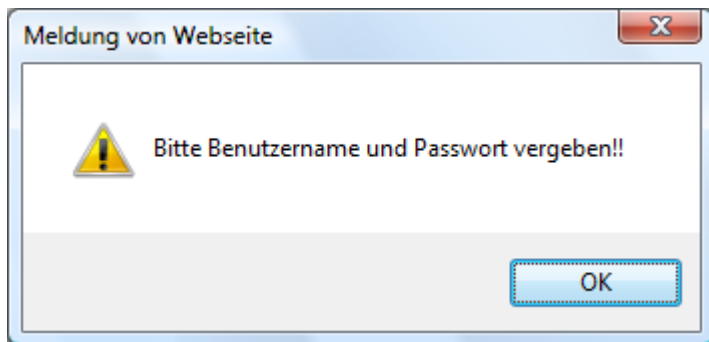 Meldung von Webseite
Bitte Benutzername und Passwort vergeben!!
OK